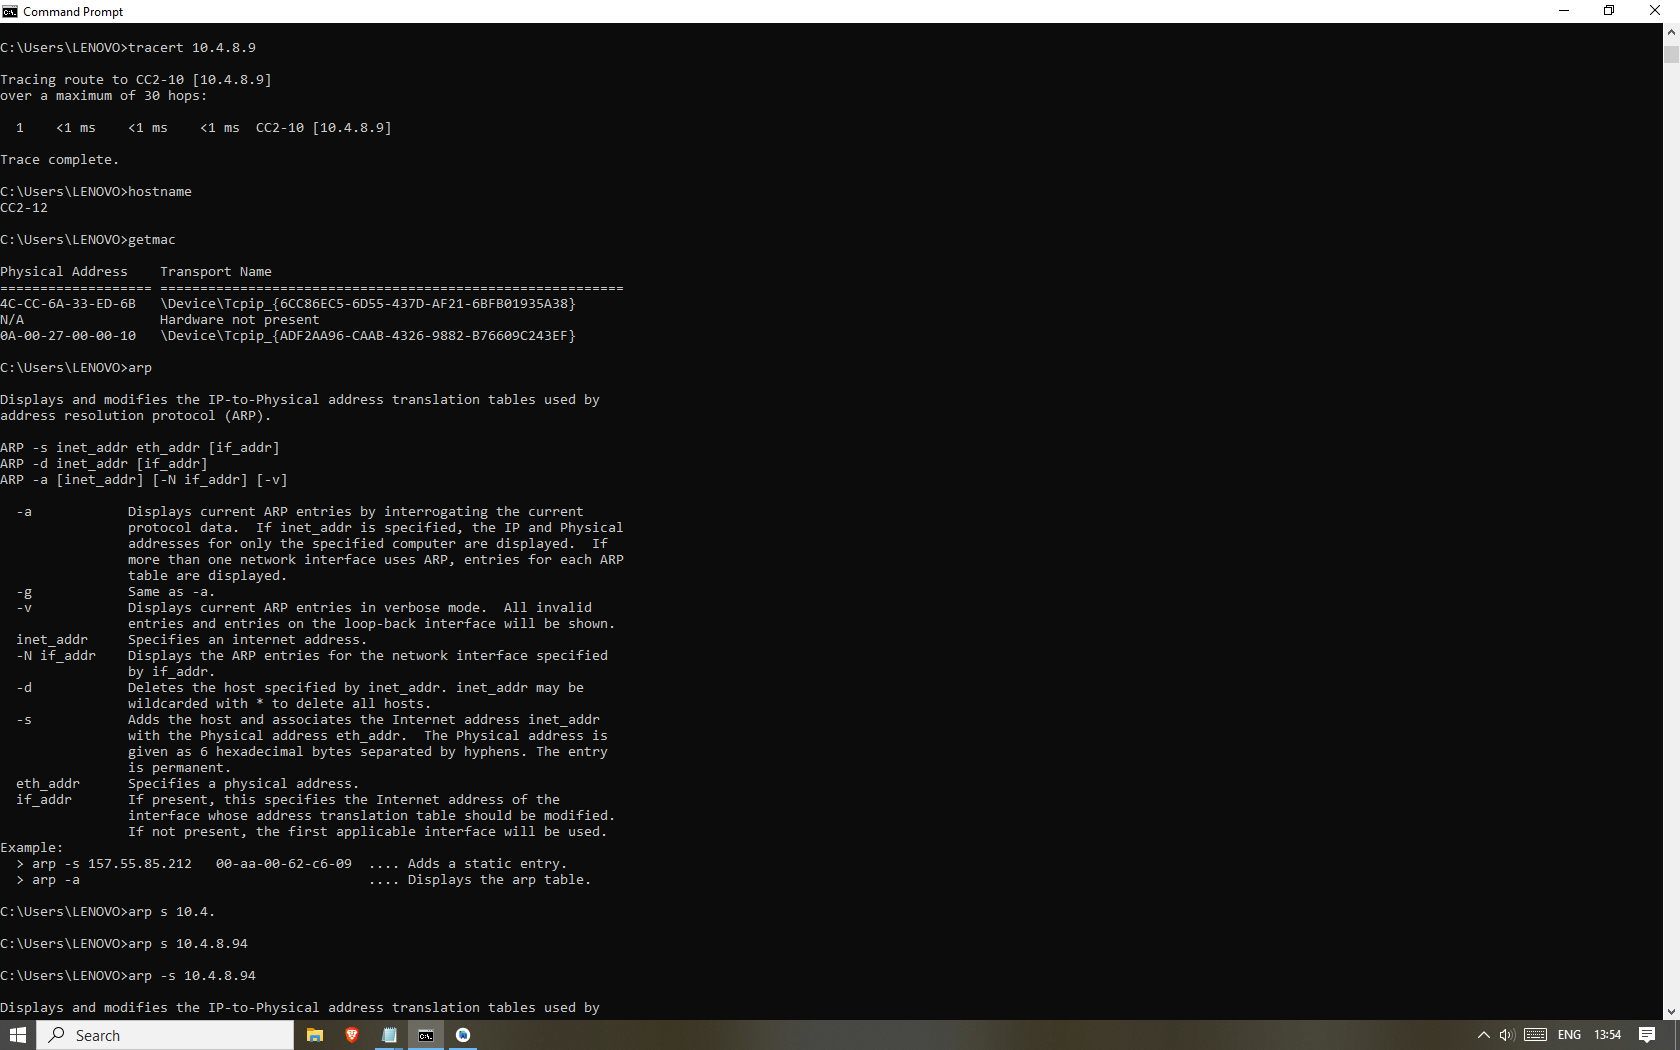 Command Prompt
C:\Users\LENOVO>tracert 10.4.8.9
Tracing route to CC2-10 [10.4.8.9]
over a maximum of 30 hops:
1    <1 ms    <1 ms    <1 ms  CC2-10 [10.4.8.9]
Trace complete.
C:\Users\LENOVO>hostname
CC2-12
C:\Users\LENOVO>getmac
Physical Address    Transport Name
=================== ==========================================================
4C-CC-6A-33-ED-6B   \Device\Tcpip_{6CC86EC5-6D55-437D-AF21-6BFB01935A38}
N/A                 Hardware not present
0A-00-27-00-00-10   \Device\Tcpip_{ADF2AA96-CAAB-4326-9882-B76609C243EF}
C:\Users\LENOVO>arp
Displays and modifies the IP-to-Physical address translation tables used by
address resolution protocol (ARP).
ARP -s inet_addr eth_addr [if_addr]
ARP -d inet_addr [if_addr]
ARP -a [inet_addr] [-N if_addr] [-v]
-a            Displays current ARP entries by interrogating the current
protocol data.  If inet_addr is specified, the IP and Physical
addresses for only the specified computer are displayed.  If
more than one network interface uses ARP, entries for each ARP
table are displayed.
-g            Same as -a.
-v            Displays current ARP entries in verbose mode.  All invalid
entries and entries on the loop-back interface will be shown.
inet_addr     Specifies an internet address.
-N if_addr    Displays the ARP entries for the network interface specified
by if_addr.
-d            Deletes the host specified by inet_addr. inet_addr may be
wildcarded with * to delete all hosts.
-s            Adds the host and associates the Internet address inet_addr
with the Physical address eth_addr.  The Physical address is
given as 6 hexadecimal bytes separated by hyphens. The entry
is permanent.
eth_addr      Specifies a physical address.
if_addr       If present, this specifies the Internet address of the
interface whose address translation table should be modified.
If not present, the first applicable interface will be used.
Example:
> arp -s 157.55.85.212   00-aa-00-62-c6-09  .... Adds a static entry.
> arp -a                                    .... Displays the arp table.
C:\Users\LENOVO>arp s 10.4.
C:\Users\LENOVO>arp s 10.4.8.94
C:\Users\LENOVO>arp -s 10.4.8.94
Displays and modifies the IP-to-Physical address translation tables used by
Search
ENG
13:54